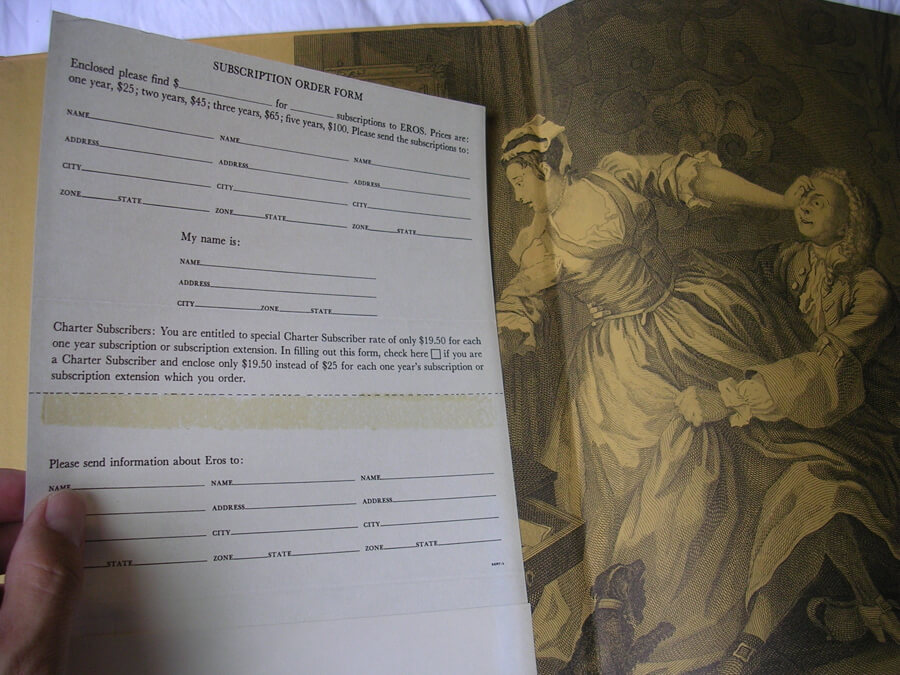 SUBSCRIPTION ORDER FORM
Enclosed please find $ for subscriptions to EROS. Prices are:
one year, $25; two years, $45; three years, $65; five years, $100. Please send the subscriptions to:
NAME NAME NAME
ADDRESS ADDRESS ADDRESS
CITY CITY CITY
ZONE STATE ZONE STATE ZONE STATE
My name is:
NAME
ADDRESS
CITY ZONE STATE
Charter Subscribers: You are entitled to special Charter Subscriber rate of only $19.50 for each
one year subscription or subscription extension. In filling out this form, check here □ if you are
a Charter Subscriber and enclose only $19.50 instead of $25 for each one year's subscription or
subscription extension which you order.
Please send information about Eros to:
NAME NAME NAME
ADDRESS ADDRESS
CITY CITY
STATE ZONE STATE ZONE STATE